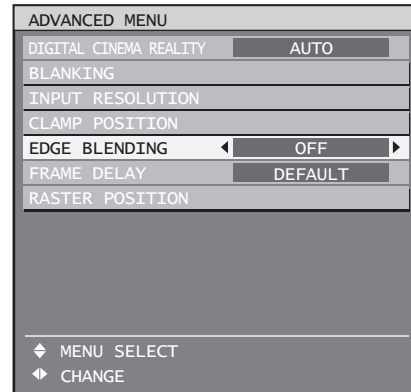 ADVANCED MENU
DIGITAL CINEMA REALITY AUTO
BLANKING
INPUT RESOLUTION
CLAMP POSITION
EDGE BLENDING OFF
FRAME DELAY DEFAULT
RASTER POSITION
MENU SELECT
CHANGE